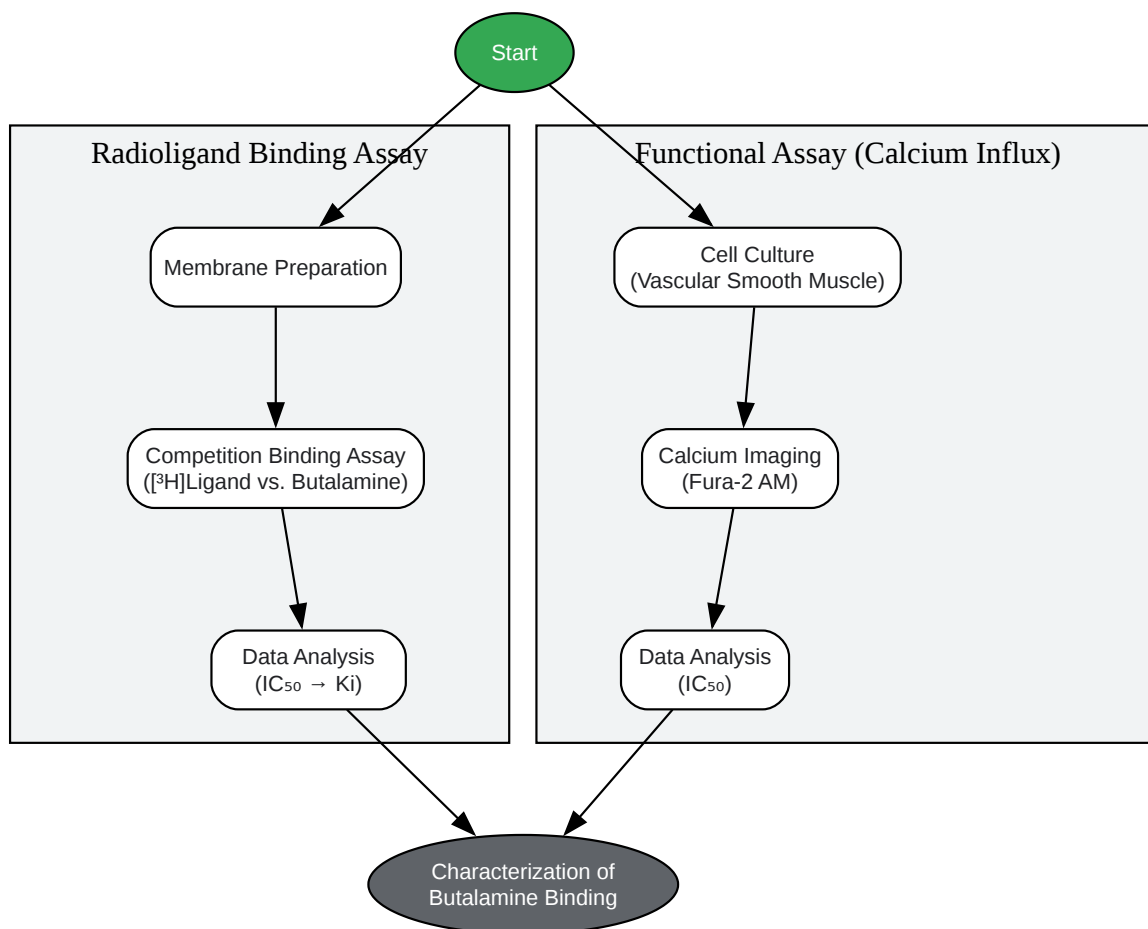 Start
Radioligand Binding Assay
Membrane Preparation
Competition Binding Assay
([³H]Ligand vs. Butalamine)
Data Analysis
(IC₅₀ → Ki)
Functional Assay (Calcium Influx)
Cell Culture
(Vascular Smooth Muscle)
Calcium Imaging
(Fura-2 AM)
Data Analysis
(IC₅₀)
Characterization of
Butalamine Binding